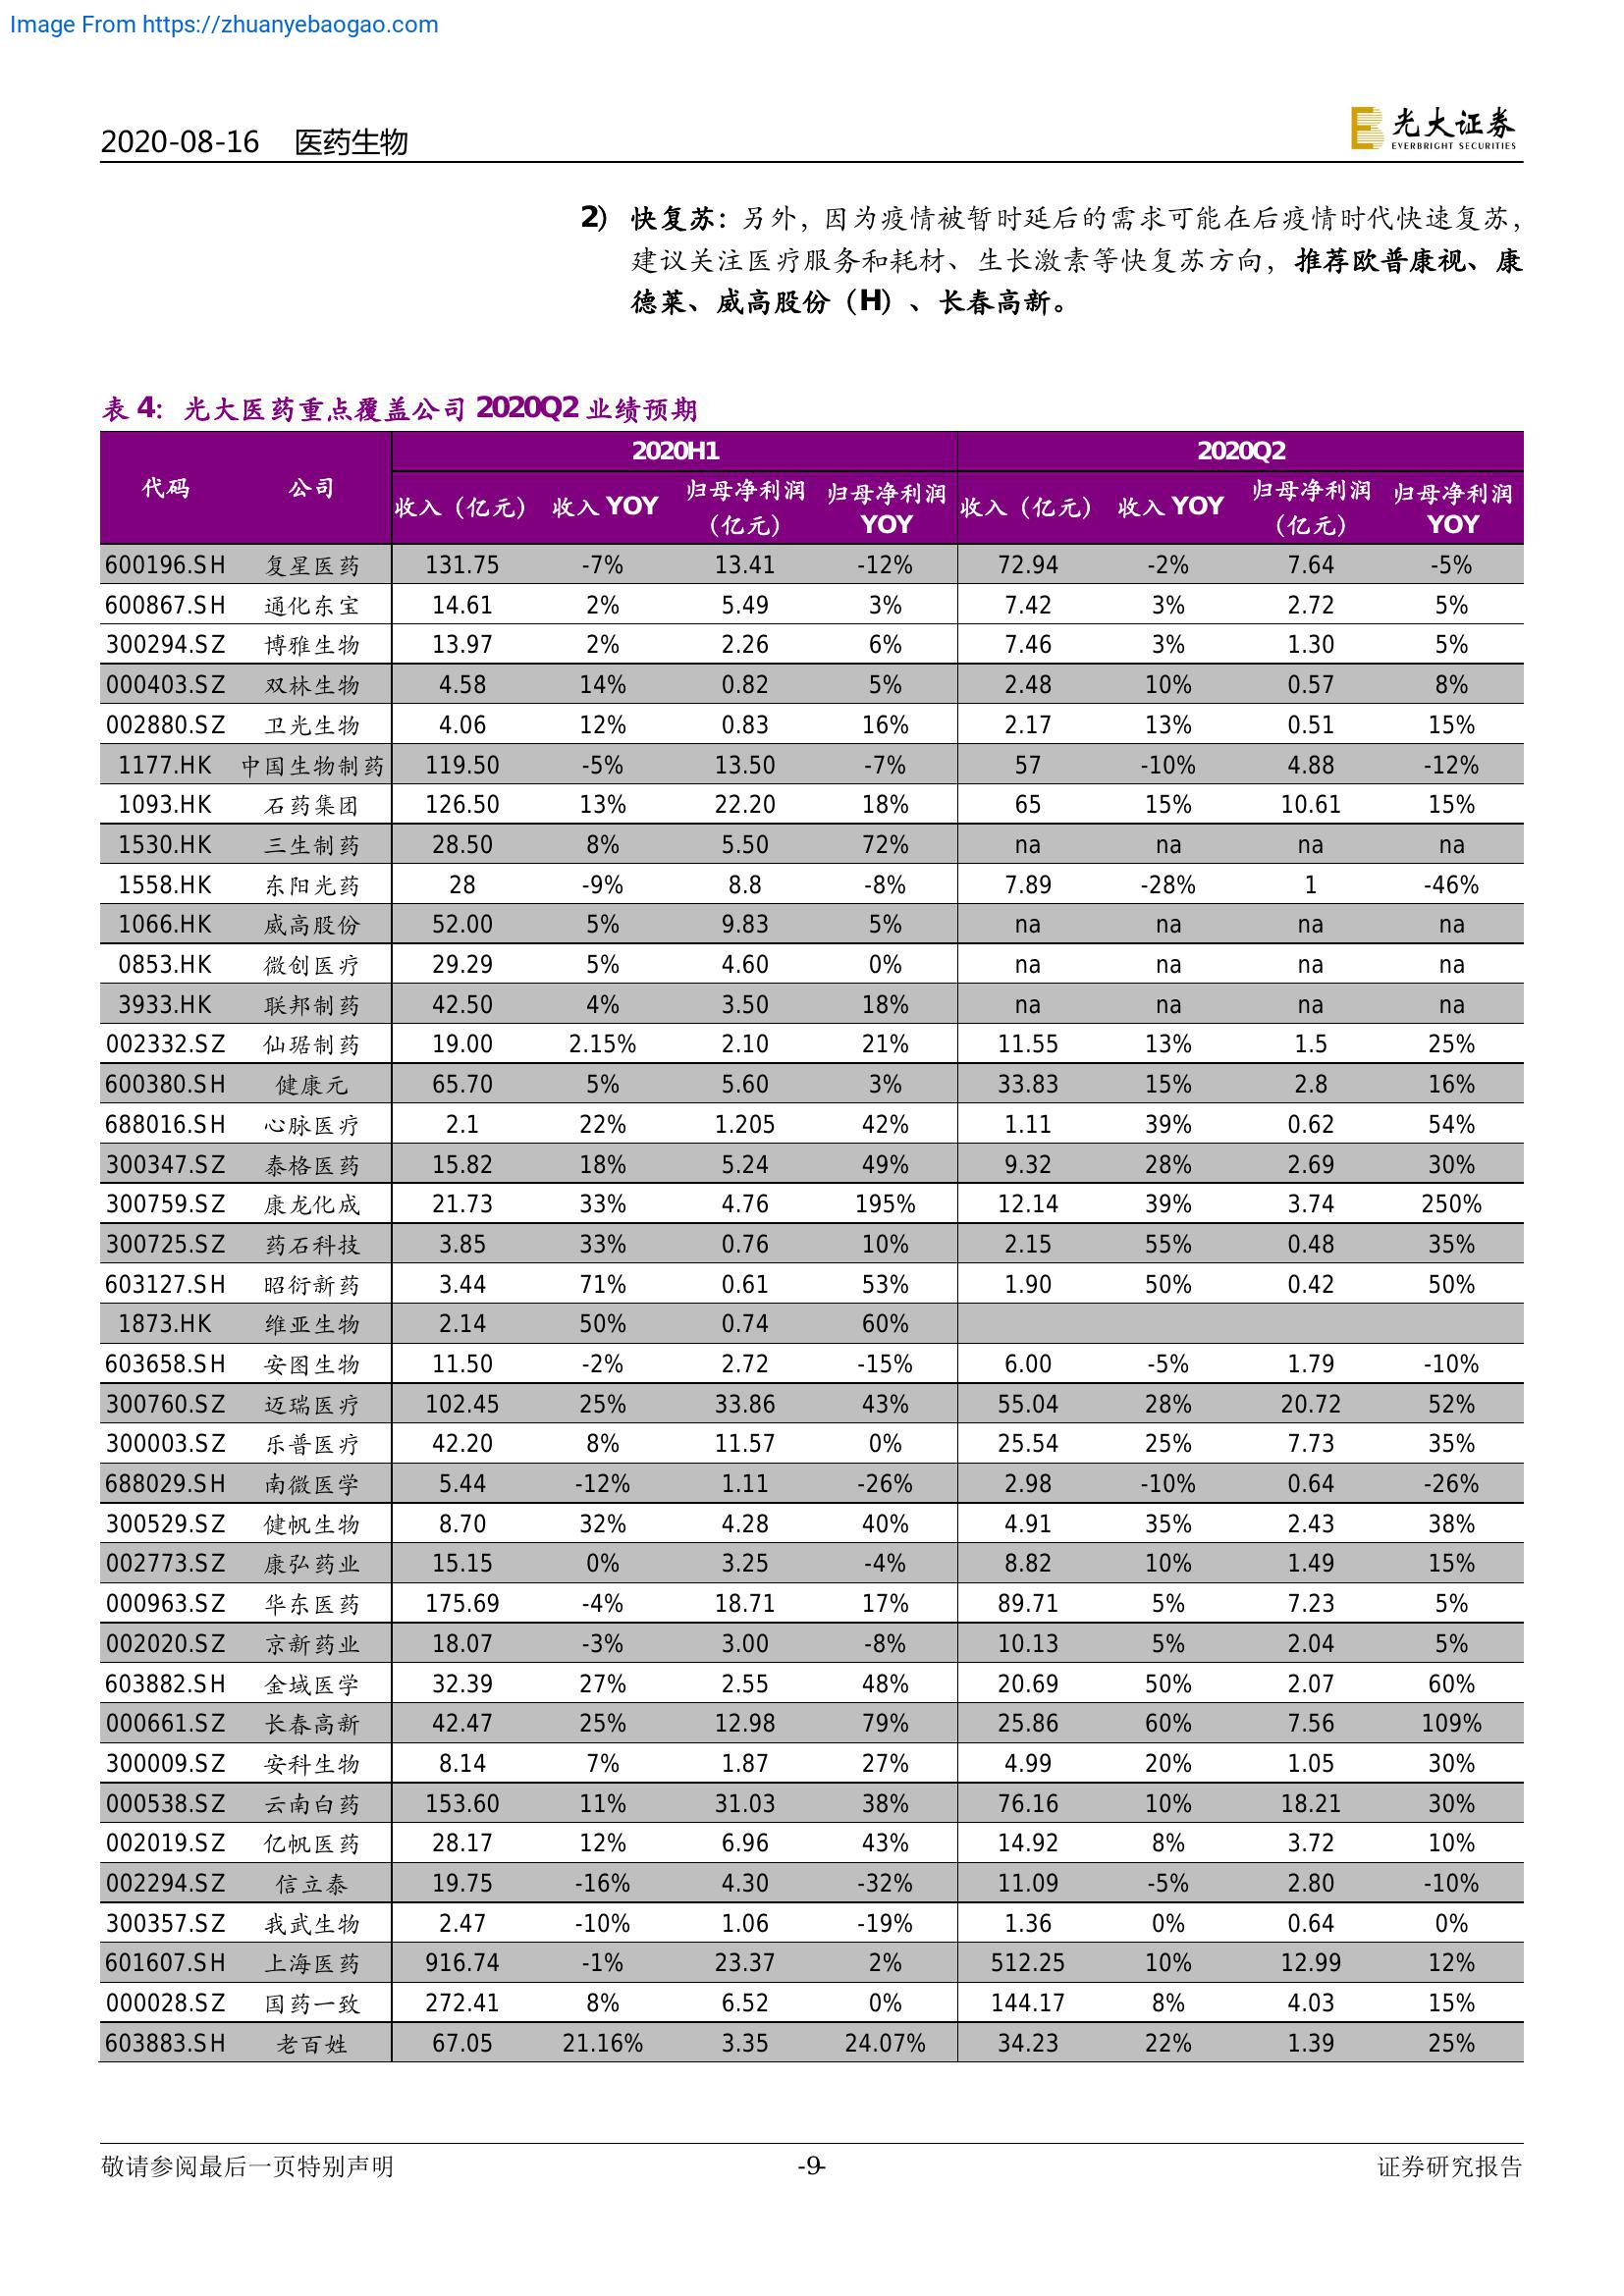 Image From https://zhuanyebaogao.com
2020-08-16 医药生物
光大证券
EVERBRIGHT SECURITIES
2) 快复苏：另外，因为疫情被暂时延后的需求可能在后疫情时代快速复苏，
建议关注医疗服务和耗材、生长激素等快复苏方向，推荐欧普康视、康
德莱、威高股份（H）、长春高新。
表 4：光大医药重点覆盖公司 2020Q2 业绩预期
2020H1 2020Q2
代码 公司 收入（亿元） 收入 YOY 归母净利润（亿元） 归母净利润 YOY 收入（亿元） 收入 YOY 归母净利润（亿元） 归母净利润 YOY
600196.SH 复星医药 131.75 -7% 13.41 -12% 72.94 -2% 7.64 -5%
600867.SH 通化东宝 14.61 2% 5.49 3% 7.42 3% 2.72 5%
300294.SZ 博雅生物 13.97 2% 2.26 6% 7.46 3% 1.30 5%
000403.SZ 双林生物 4.58 14% 0.82 5% 2.48 10% 0.57 8%
002880.SZ 卫光生物 4.06 12% 0.83 16% 2.17 13% 0.51 15%
1177.HK 中国生物制药 119.50 -5% 13.50 -7% 57 -10% 4.88 -12%
1093.HK 石药集团 126.50 13% 22.20 18% 65 15% 10.61 15%
1530.HK 三生制药 28.50 8% 5.50 72% na na na na
1558.HK 东阳光药 28 -9% 8.8 -8% 7.89 -28% 1 -46%
1066.HK 威高股份 52.00 5% 9.83 5% na na na na
0853.HK 微创医疗 29.29 5% 4.60 0% na na na na
3933.HK 联邦制药 42.50 4% 3.50 18% na na na na
002332.SZ 仙琚制药 19.00 2.15% 2.10 21% 11.55 13% 1.5 25%
600380.SH 健康元 65.70 5% 5.60 3% 33.83 15% 2.8 16%
688016.SH 心脉医疗 2.1 22% 1.205 42% 1.11 39% 0.62 54%
300347.SZ 泰格医药 15.82 18% 5.24 49% 9.32 28% 2.69 30%
300759.SZ 康龙化成 21.73 33% 4.76 195% 12.14 39% 3.74 250%
300725.SZ 药石科技 3.85 33% 0.76 10% 2.15 55% 0.48 35%
603127.SH 昭衍新药 3.44 71% 0.61 53% 1.90 50% 0.42 50%
1873.HK 维亚生物 2.14 50% 0.74 60%
603658.SH 安图生物 11.50 -2% 2.72 -15% 6.00 -5% 1.79 -10%
300760.SZ 迈瑞医疗 102.45 25% 33.86 43% 55.04 28% 20.72 52%
300003.SZ 乐普医疗 42.20 8% 11.57 0% 25.54 25% 7.73 35%
688029.SH 南微医学 5.44 -12% 1.11 -26% 2.98 -10% 0.64 -26%
300529.SZ 健帆生物 8.70 32% 4.28 40% 4.91 35% 2.43 38%
002773.SZ 康弘药业 15.15 0% 3.25 -4% 8.82 10% 1.49 15%
000963.SZ 华东医药 175.69 -4% 18.71 17% 89.71 5% 7.23 5%
002020.SZ 京新药业 18.07 -3% 3.00 -8% 10.13 5% 2.04 5%
603882.SH 金域医学 32.39 27% 2.55 48% 20.69 50% 2.07 60%
000661.SZ 长春高新 42.47 25% 12.98 79% 25.86 60% 7.56 109%
300009.SZ 安科生物 8.14 7% 1.87 27% 4.99 20% 1.05 30%
000538.SZ 云南白药 153.60 11% 31.03 38% 76.16 10% 18.21 30%
002019.SZ 亿帆医药 28.17 12% 6.96 43% 14.92 8% 3.72 10%
002294.SZ 信立泰 19.75 -16% 4.30 -32% 11.09 -5% 2.80 -10%
300357.SZ 我武生物 2.47 -10% 1.06 -19% 1.36 0% 0.64 0%
601607.SH 上海医药 916.74 -1% 23.37 2% 512.25 10% 12.99 12%
000028.SZ 国药一致 272.41 8% 6.52 0% 144.17 8% 4.03 15%
603883.SH 老百姓 67.05 21.16% 3.35 24.07% 34.23 22% 1.39 25%
敬请参阅最后一页特别声明 -9- 证券研究报告